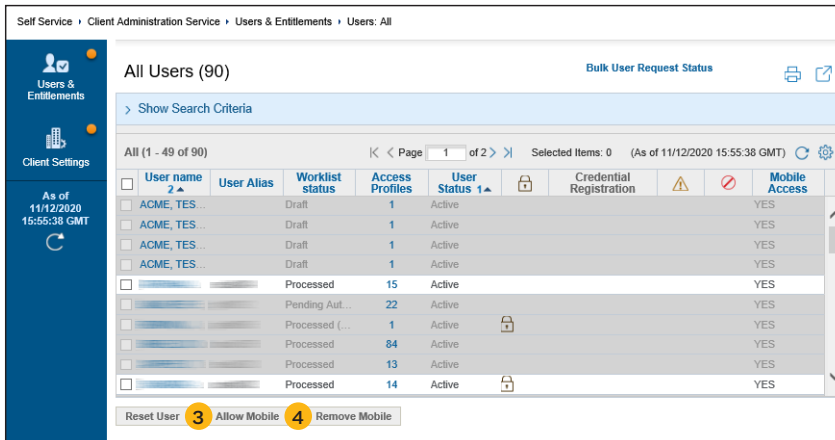 Self Service › Client Administration Service › Users & Entitlements › Users: All
Users &
Entitlements
Client Settings
As of
11/12/2020
15:55:38 GMT
All Users (90)
Bulk User Request Status
Show Search Criteria
All (1 - 49 of 90) Page 1 of 2 Selected Items: 0 (As of 11/12/2020 15:55:38 GMT)
User name 2 User Alias Worklist status Access Profiles User Status 1 Credential Registration Mobile Access
ACME, TES... Draft 1 Active YES
ACME, TES... Draft 1 Active YES
ACME, TES... Draft 1 Active YES
ACME, TES... Draft 1 Active YES
Processed 15 Active YES
Pending Aut... 22 Active YES
Processed (... 1 Active YES
Processed 84 Active YES
Processed 13 Active YES
Processed 14 Active YES
Reset User 3 Allow Mobile 4 Remove Mobile